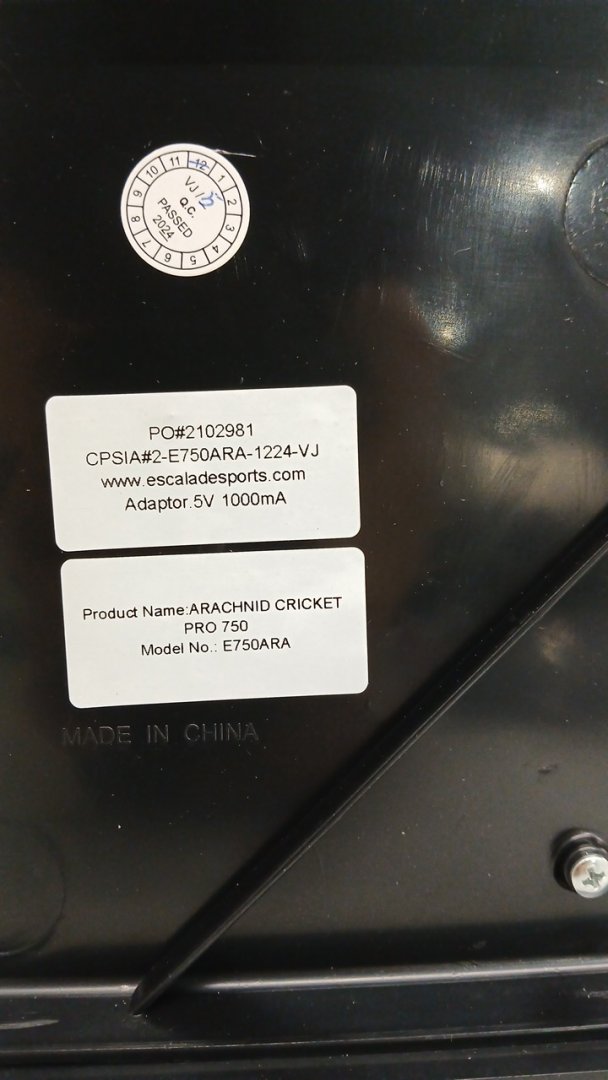 10 11 12 1 2 3 4 5 6 7 8 9
VJ/
Q.C.
PASSED
2024
PO#2102981
CPSIA#2-E750ARA-1224-VJ
www.escaladesports.com
Adaptor.5V 1000mA
Product Name:ARACHNID CRICKET
PRO 750
Model No.: E750ARA
MADE IN CHINA